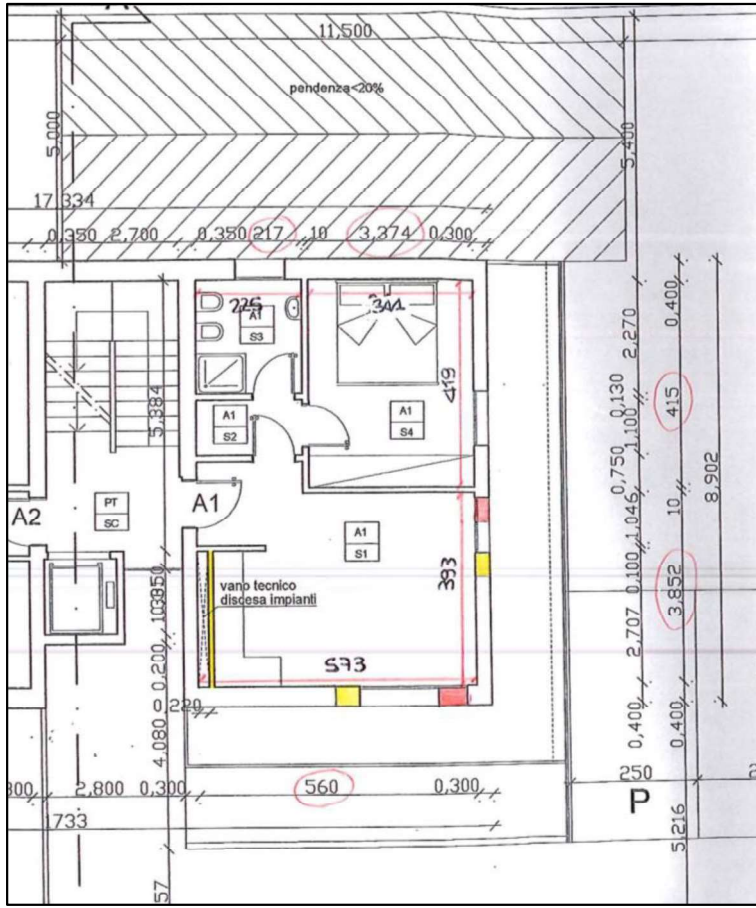 A
11,500
pendenza<20%
5,000
5,400
17,334
0,350 2,700 0,350 217 10 3,374 0,300
225
A1
S3
341
2,270
0,400
5,384
A1
S2
A1
S4
419
0,130
1,100
0,750
415
8,902
PT
SC
A2
A1
A1
S1
1,046
10
393
0,100
3,852
vano tecnico
discesa impianti
2,707
573
0,200
0,220
4,080
0,400
0,400
2,800 0,300 560 0,300
250
P
1733
5,216
57